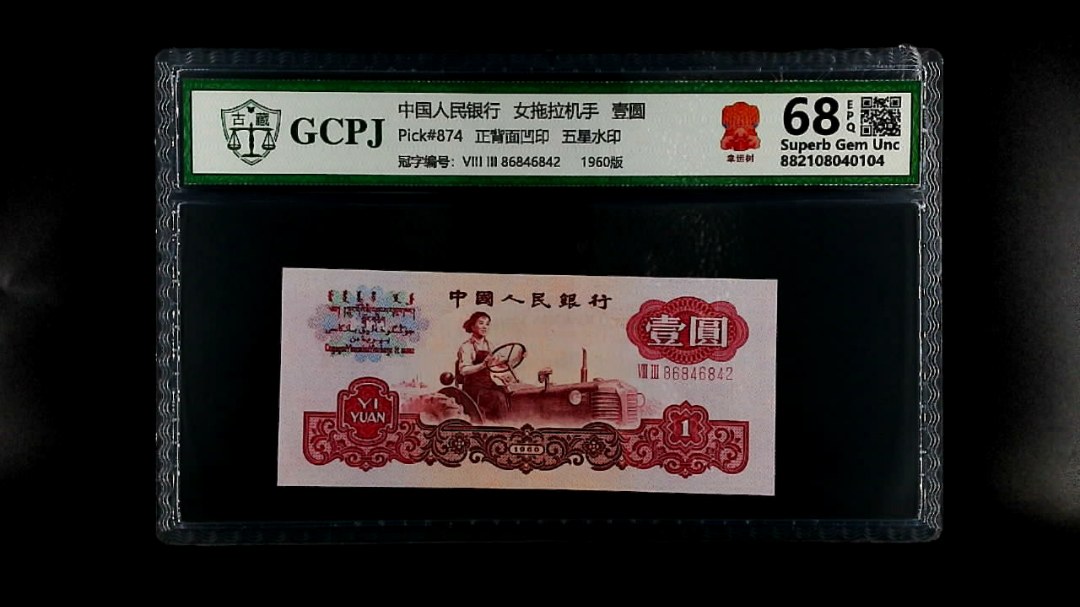 古 藏
GCPJ
中国人民银行 女拖拉机手 壹圆
Pick#874 正背面凹印 五星水印
冠字编号: VIII III 86846842 1960版
拿搭树
68 EPQ
Superb Gem Unc
882108040104
中國人民銀行
壹圓
VIII III 86846842
YI
YUAN
1
1960